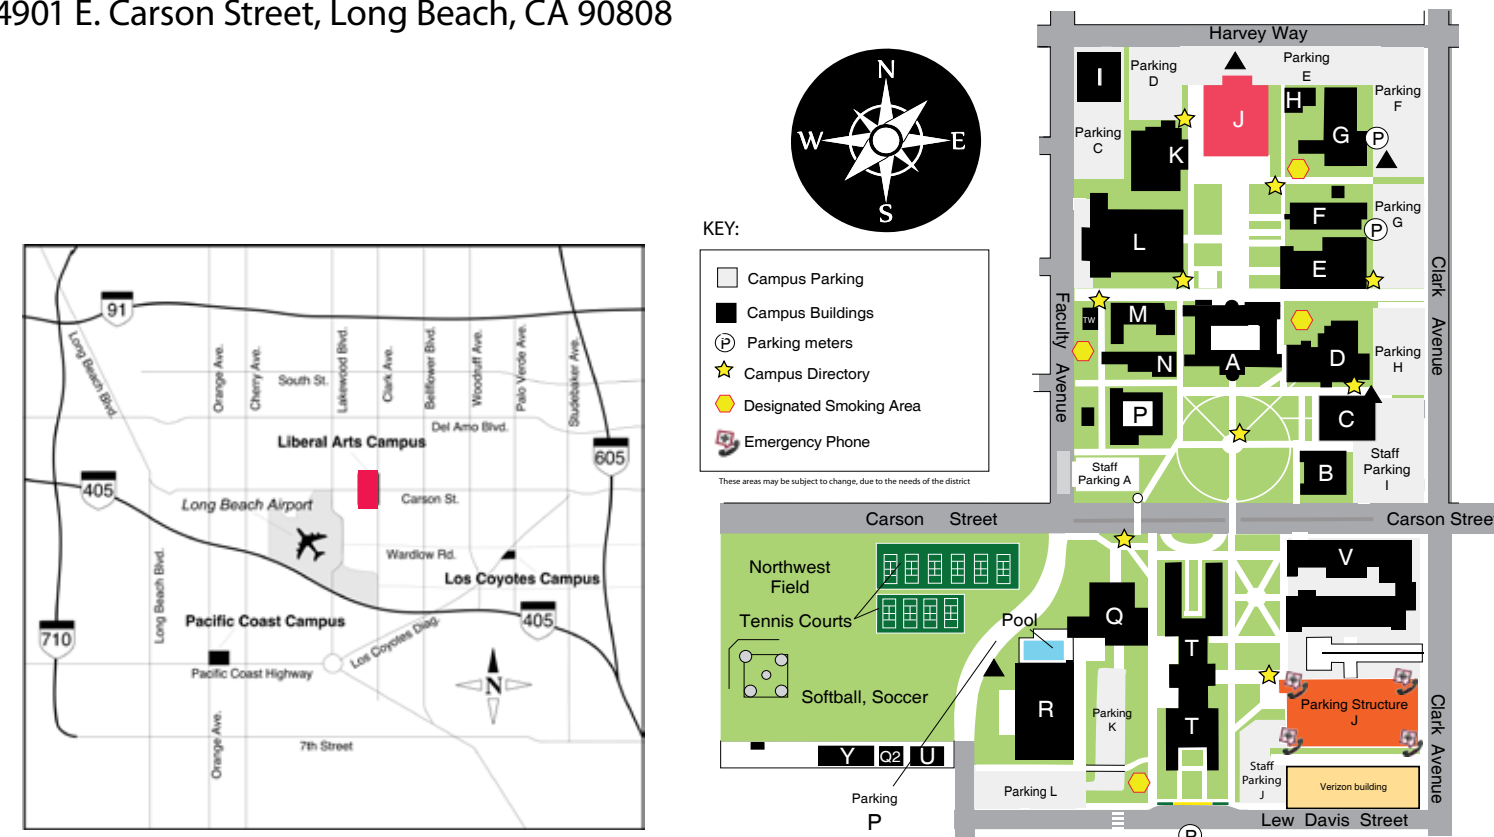 4901 E. Carson Street, Long Beach, CA 90808
N
W
E
S
KEY:
Campus Parking
Campus Buildings
P
Parking meters
Campus Directory
Designated Smoking Area
Emergency Phone
These areas may be subject to change, due to the needs of the district
91
Long Beach Blvd.
Orange Ave.
Cherry Ave.
South St.
Lakewood Blvd.
Clark Ave.
Bellflower Blvd.
Woodruff Ave.
Palo Verde Ave.
Studebaker Ave.
Del Amo Blvd.
Liberal Arts Campus
605
405
Long Beach Airport
Carson St.
Wardlow Rd.
Los Coyotes Campus
Long Beach Blvd.
Pacific Coast Campus
405
710
Los Coyotes Diag.
Pacific Coast Highway
N
Orange Ave.
7th Street
Harvey Way
I
Parking
D
Parking
E
Parking
F
J
H
G
P
Parking
C
K
F
Parking
G
P
L
E
Faculty Avenue
Clark Avenue
TW
M
N
A
D
Parking
H
P
C
B
Staff
Parking A
Staff
Parking
I
Carson Street
Carson Street
Northwest
Field
Tennis Courts
Pool
Q
V
T
Softball, Soccer
R
Parking
K
T
Parking Structure
J
Clark Avenue
Y
Q2
U
Staff
Parking
J
Verizon building
Parking L
Parking
P
Lew Davis Street
P